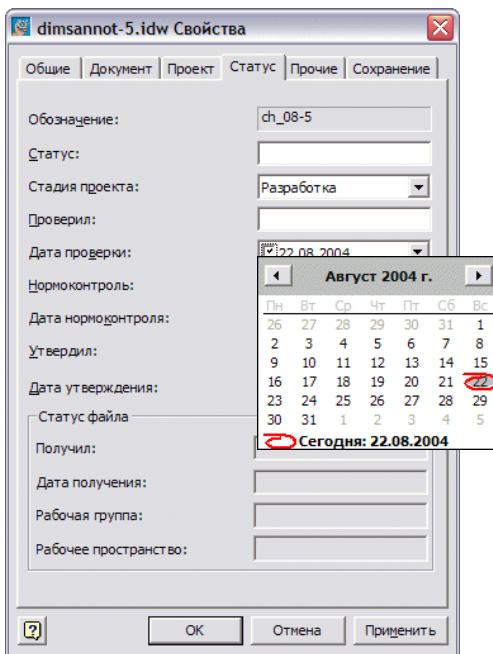 dimsannot-5.idw Свойства
Общие Документ Проект Статус Прочие Сохранение
Обозначение: ch_08-5
Статус:
Стадия проекта: Разработка
Проверил:
Дата проверки: 22.08.2004
Нормоконтроль:
Дата нормоконтроля:
Утвердил:
Дата утверждения:
Август 2004 г.
Пн Вт Ср Чт Пт Сб Вс
26 27 28 29 30 31 1
2 3 4 5 6 7 8
9 10 11 12 13 14 15
16 17 18 19 20 21 22
23 24 25 26 27 28 29
30 31 1 2 3 4 5
Сегодня: 22.08.2004
Статус файла
Получил:
Дата получения:
Рабочая группа:
Рабочее пространство:
OK Отмена Применить